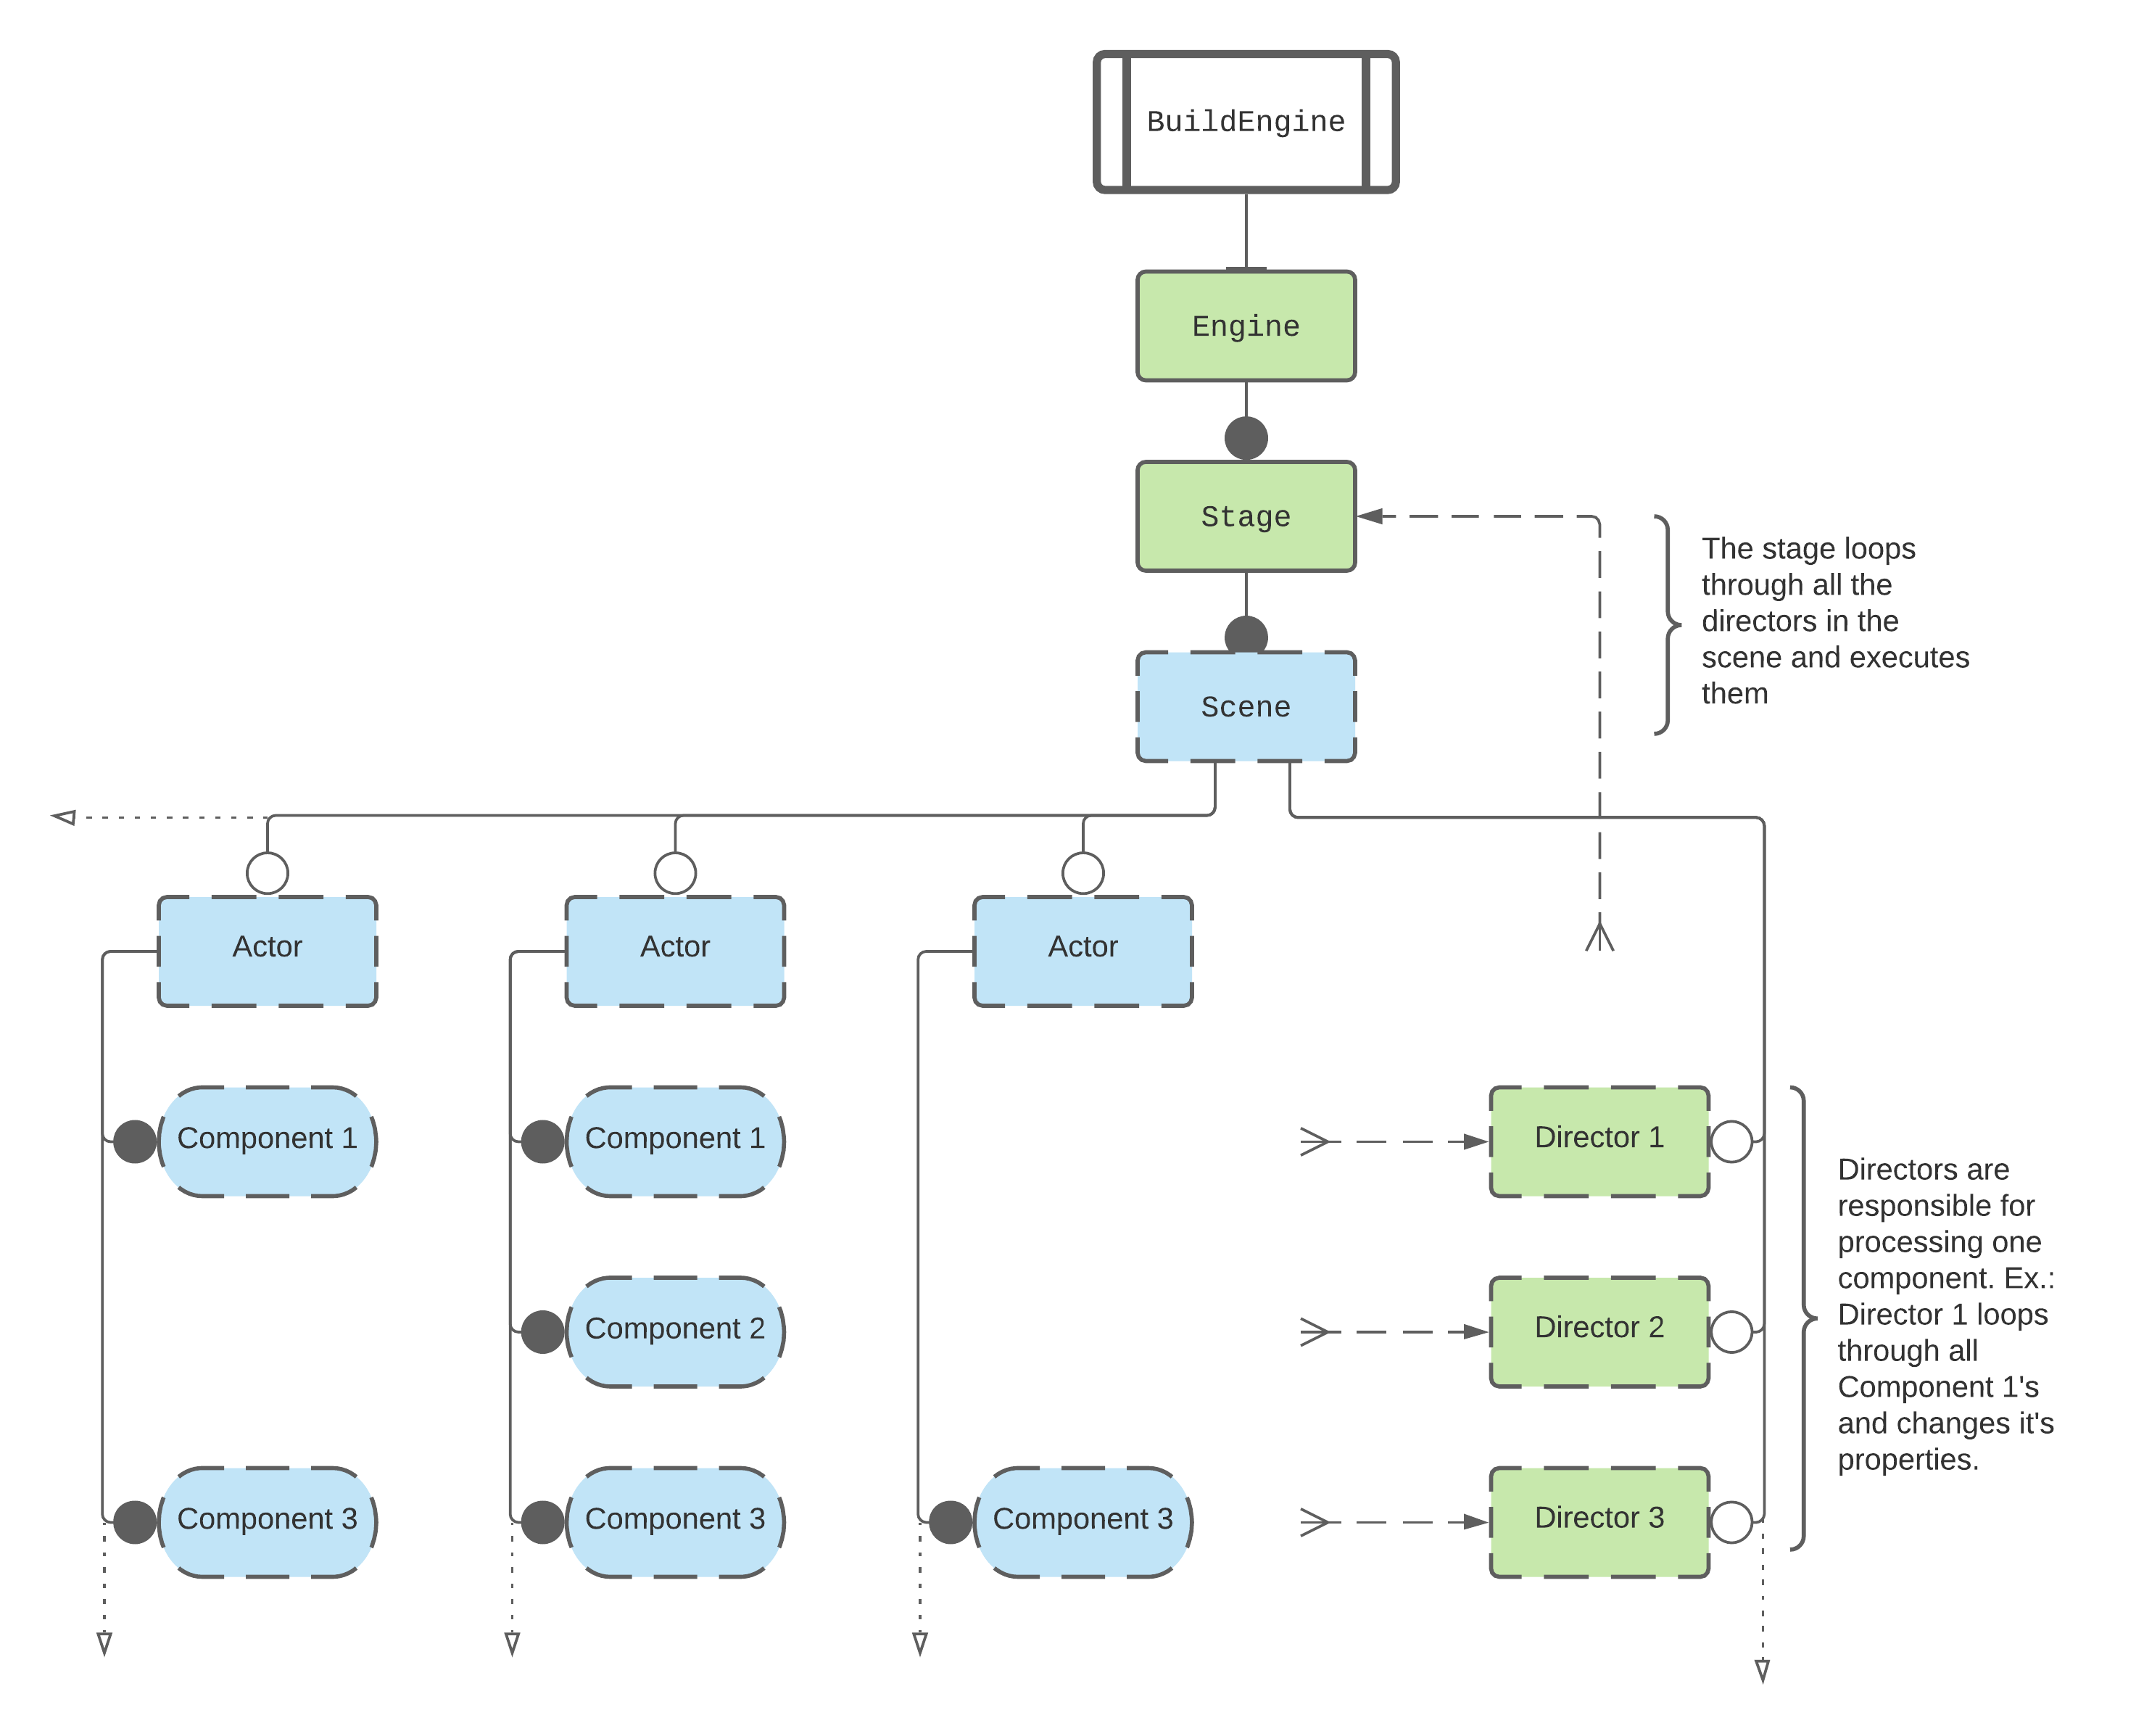 BuildEngine
Engine
Stage
The stage loops
through all the
directors in the
scene and executes
them
Scene
Actor
Actor
Actor
Component 1
Component 1
Director 1
Component 2
Director 2
Component 3
Component 3
Component 3
Director 3
Directors are
responsible for
processing one
component. Ex.:
Director 1 loops
through all
Component 1's
and changes it's
properties.